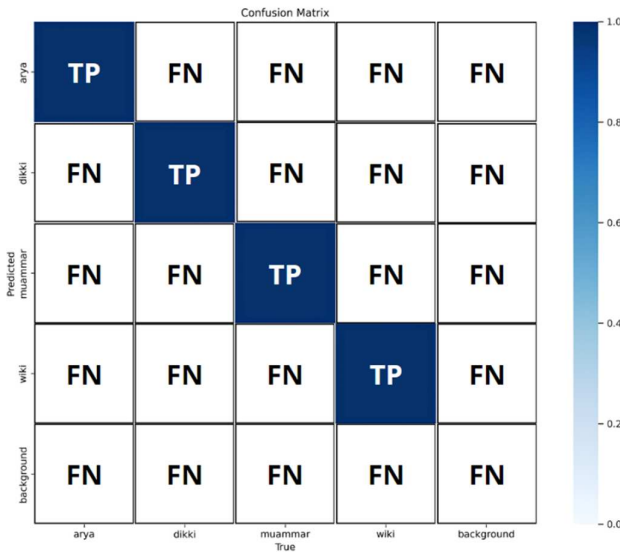 Confusion Matrix
arya TP FN FN FN FN
dikki FN TP FN FN FN
muammar FN FN TP FN FN
wiki FN FN FN TP FN
background FN FN FN FN FN
Predicted
arya dikki muammar wiki background
True
1.0
0.8
0.6
0.4
0.2
0.0